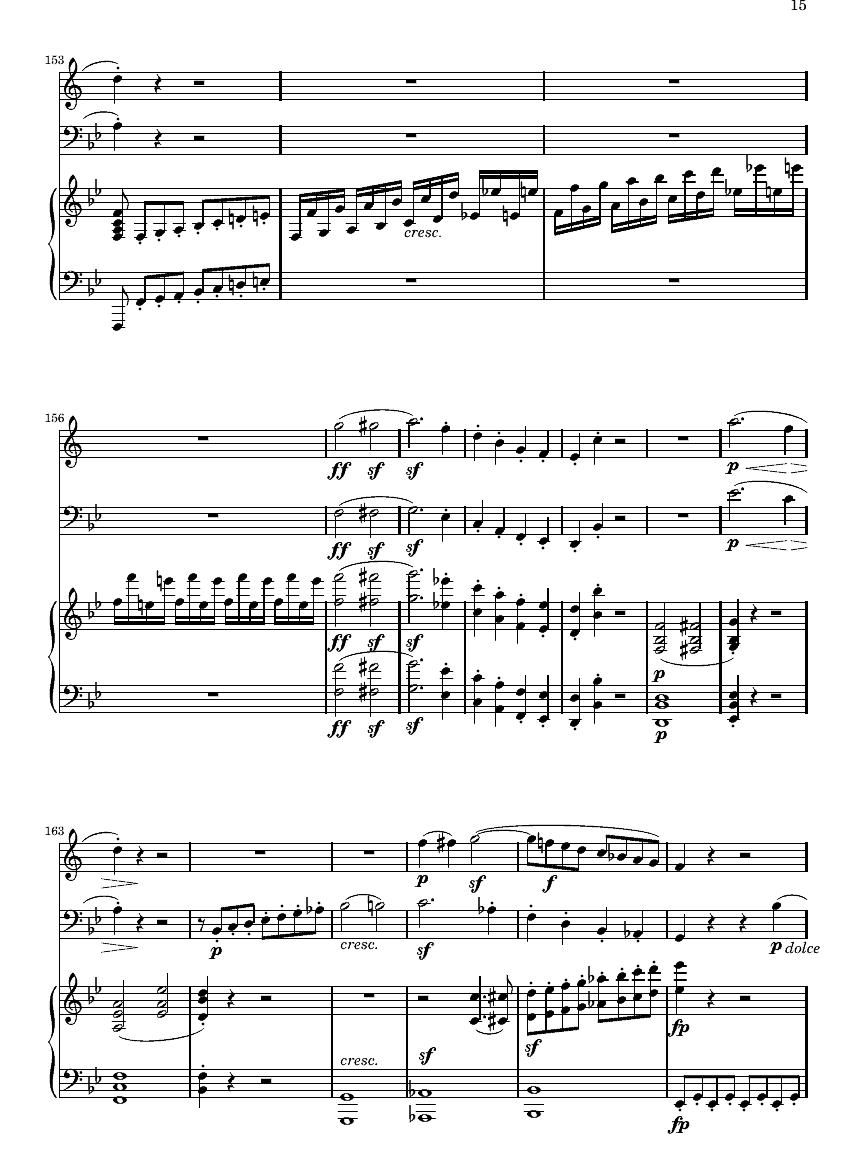 15
153
cresc.
156
ff sf sf p
ff sf sf p
ff sf sf p
ff sf sf p
163
p sf f
p cresc. sf p dolce
sf fp
cresc. sf
fp